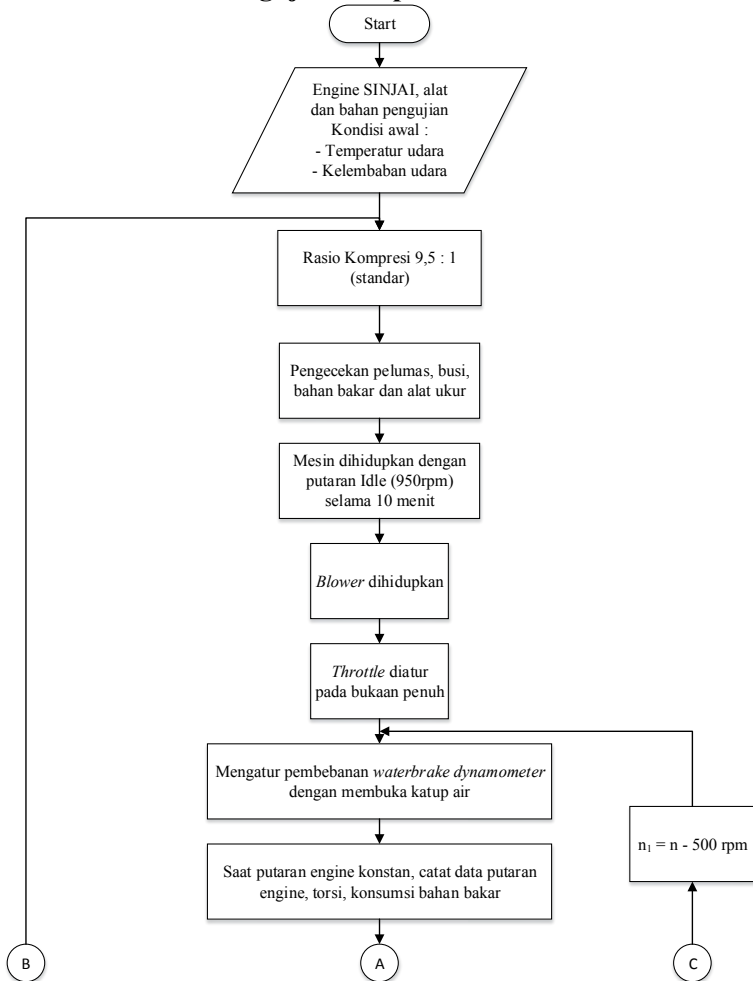 Start
Engine SINJAI, alat
dan bahan pengujian
Kondisi awal :
- Temperatur udara
- Kelembaban udara
Rasio Kompresi 9,5 : 1
(standar)
Pengecekan pelumas, busi,
bahan bakar dan alat ukur
Mesin dihidupkan dengan
putaran Idle (950rpm)
selama 10 menit
Blower dihidupkan
Throttle diatur
pada bukaan penuh
Mengatur pembebanan waterbrake dynamometer
dengan membuka katup air
n₁ = n - 500 rpm
Saat putaran engine konstan, catat data putaran
engine, torsi, konsumsi bahan bakar
B
A
C